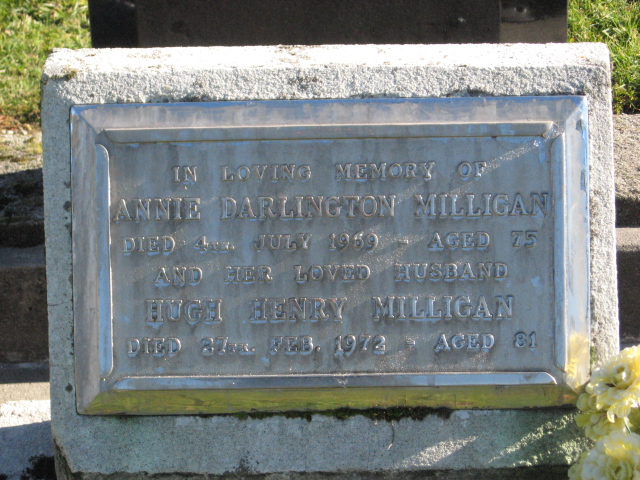 IN LOVING MEMORY OF
ANNIE DARLINGTON MILLIGAN
DIED 4TH. JULY 1969 - AGED 75
AND HER LOVED HUSBAND
HUGH HENRY MILLIGAN
DIED 27TH. FEB. 1972 - AGED 81